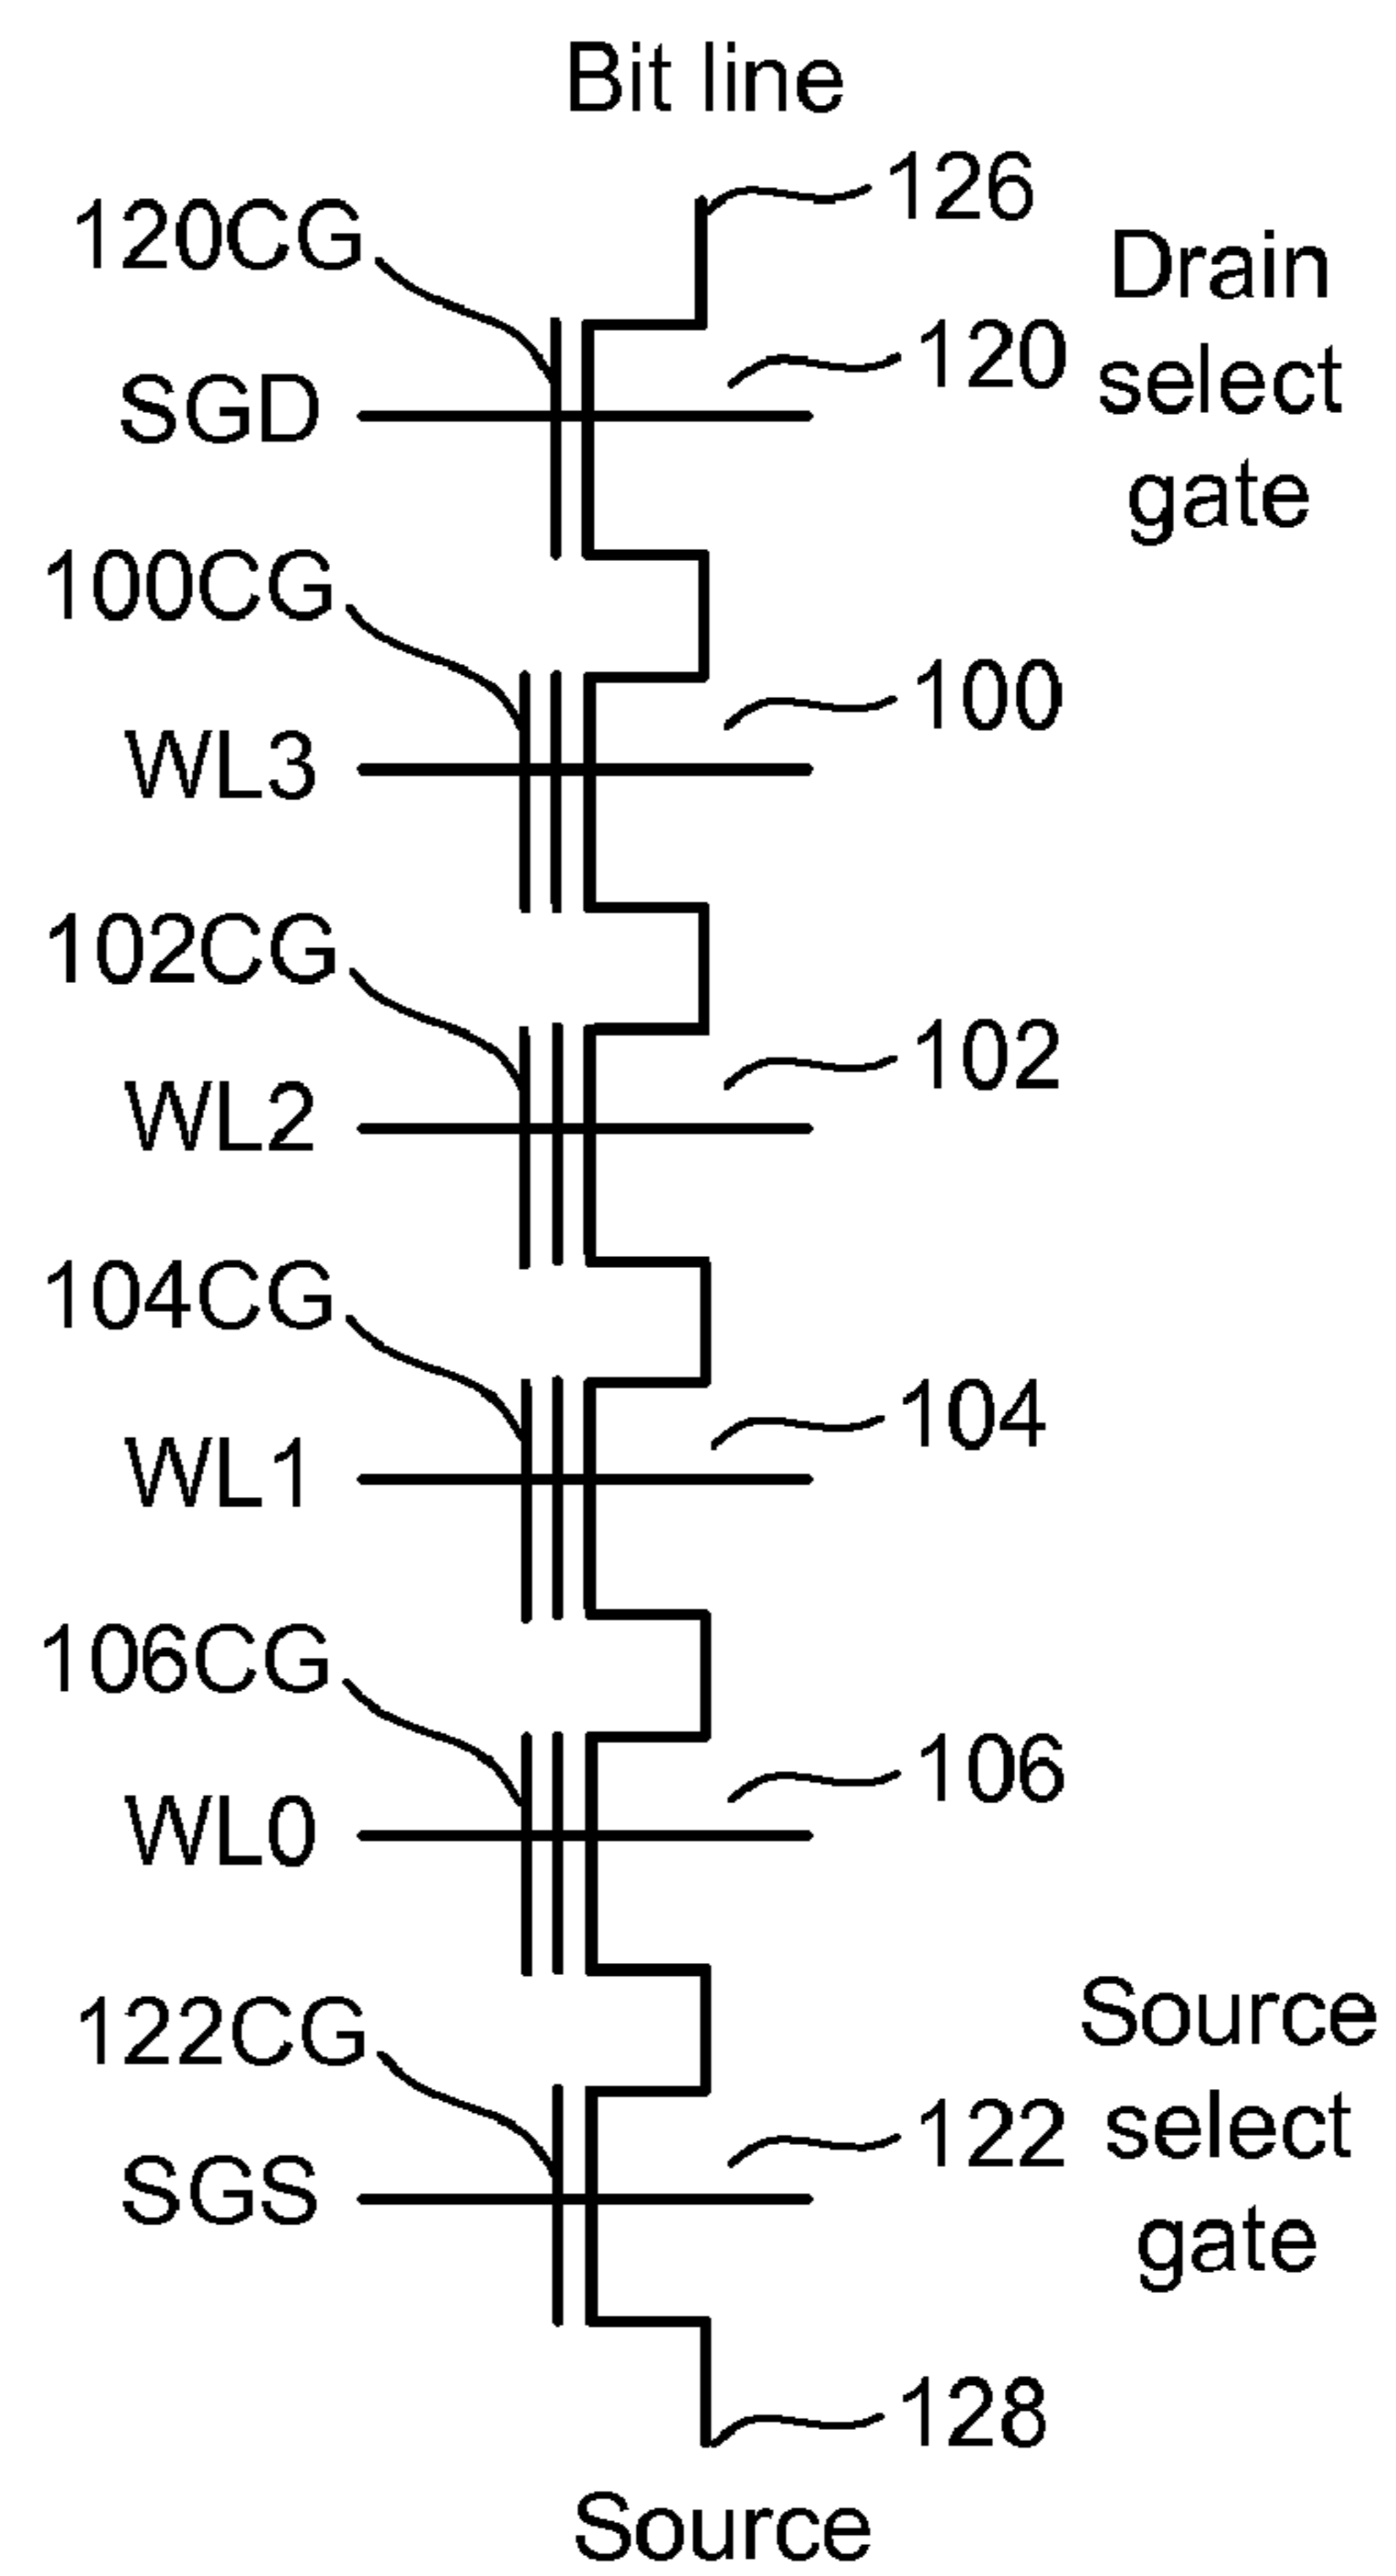 Bit line
126
120CG
Drain
select
gate
120
SGD
100CG
100
WL3
102CG
102
WL2
104CG
104
WL1
106CG
106
WL0
122CG
Source
select
gate
122
SGS
128
Source